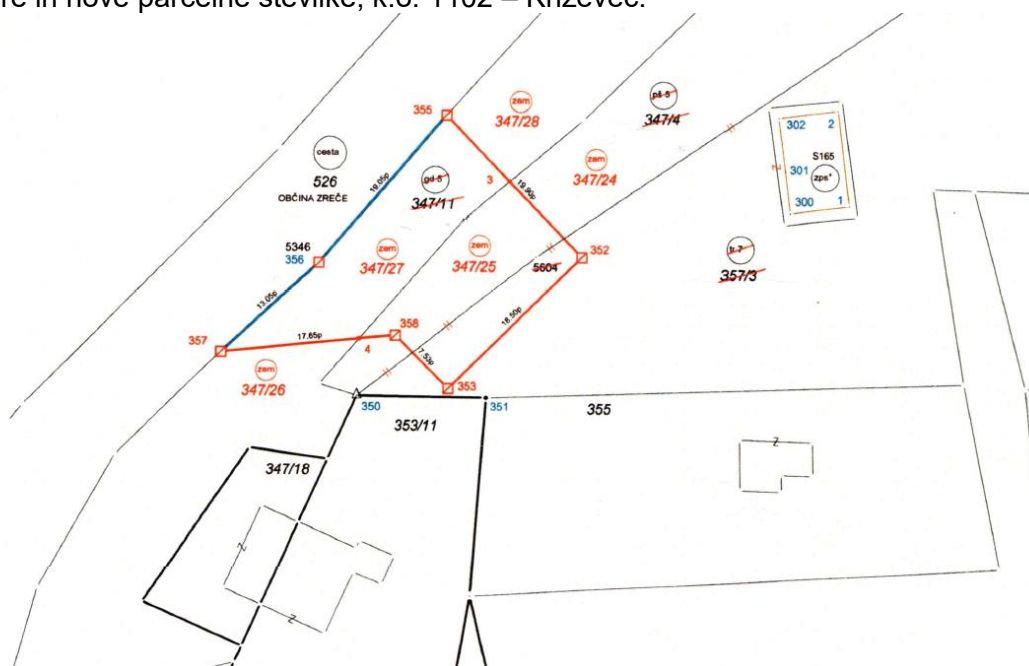 re in nove parcelne številke, k.o. 1102 – Križevec.
355
zem
347/28
pš 5
347/4
302 2
S165
301
zps*
300 1
cesta
526
OBČINA ZREČE
19.05p
gd 5
347/11
3
19.90p
zem
347/24
5346
356
zem
347/27
zem
347/25
5604
352
tr 7
357/3
13.05p
357
17.65p
358
18.50p
4
7.53p
zem
347/26
353
350
351
355
353/11
347/18
Z
Z
Z
Z
Z